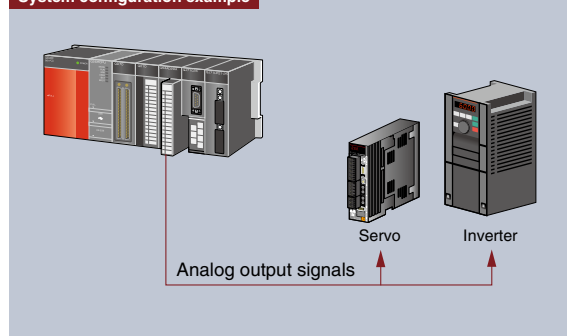 System configuration example
Servo
Inverter
Analog output signals